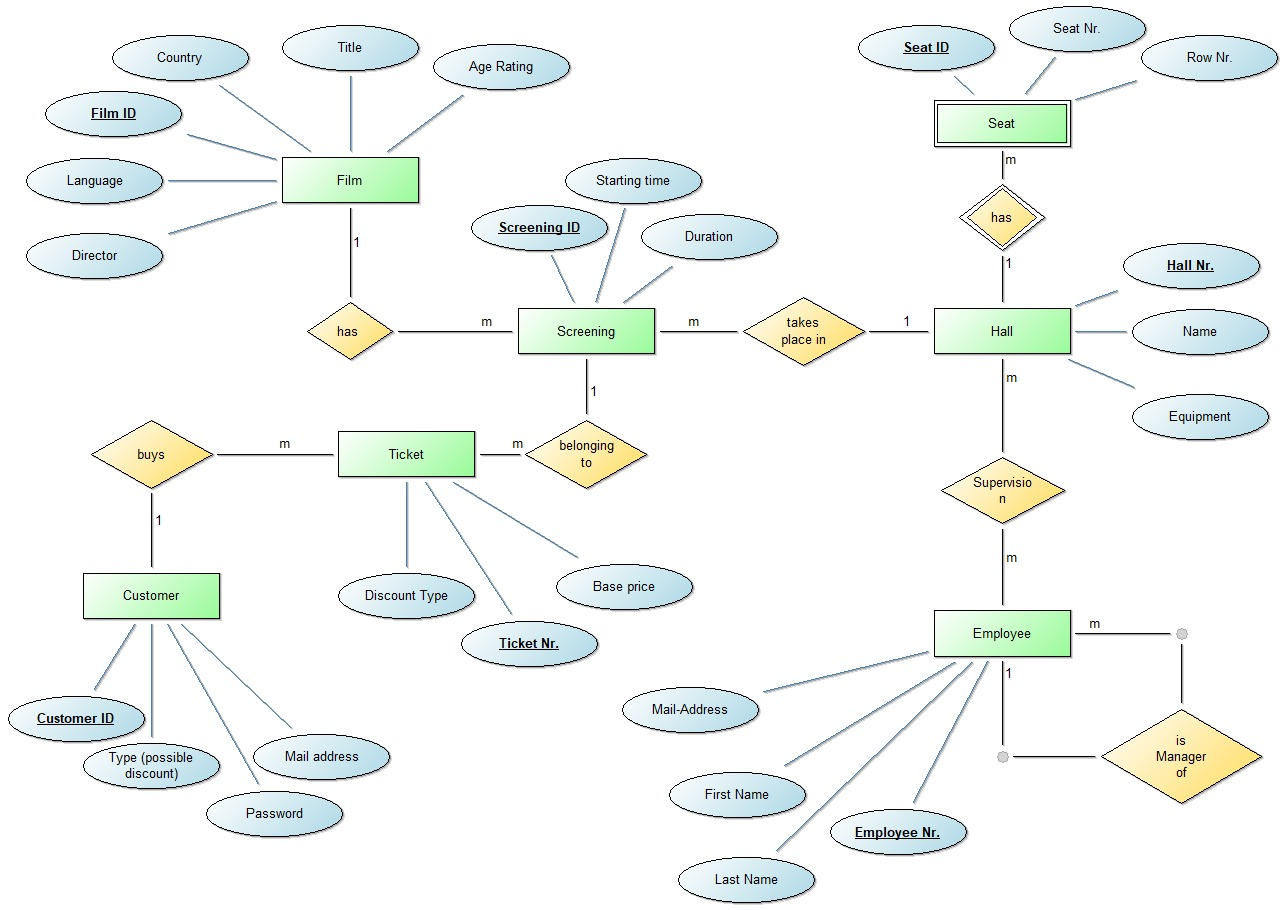 Title
Country
Age Rating
Film ID
Language
Film
Director
1
has
m
Starting time
Screening ID
Duration
Screening
m
takes
place in
1
Seat ID
Seat Nr.
Row Nr.
Seat
m
has
1
Hall Nr.
Hall
Name
Equipment
m
Supervisio
n
m
1
belonging
to
m
Ticket
m
buys
1
Discount Type
Base price
Ticket Nr.
Customer
Customer ID
Type (possible
discount)
Mail address
Password
Employee
m
1
is
Manager
of
Mail-Address
First Name
Employee Nr.
Last Name